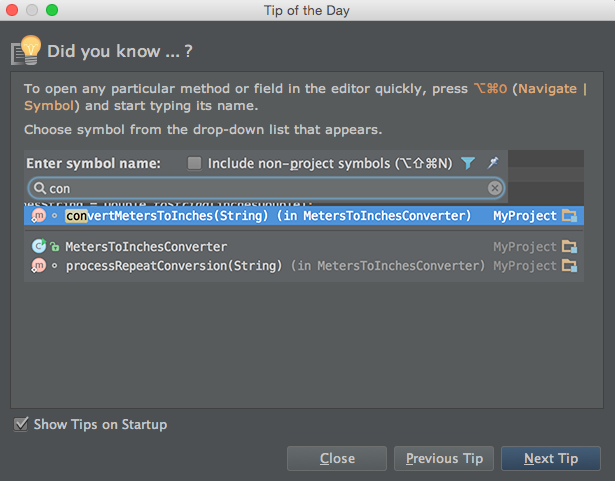 Tip of the Day
Did you know ... ?
To open any particular method or field in the editor quickly, press ⌥⌘O (Navigate |
Symbol) and start typing its name.
Choose symbol from the drop-down list that appears.
Enter symbol name: Include non-project symbols (⌥⇧⌘N)
con
convertMetersToInches(String) (in MetersToInchesConverter) MyProject
MetersToInchesConverter MyProject
processRepeatConversion(String) (in MetersToInchesConverter) MyProject
Show Tips on Startup
Close Previous Tip Next Tip